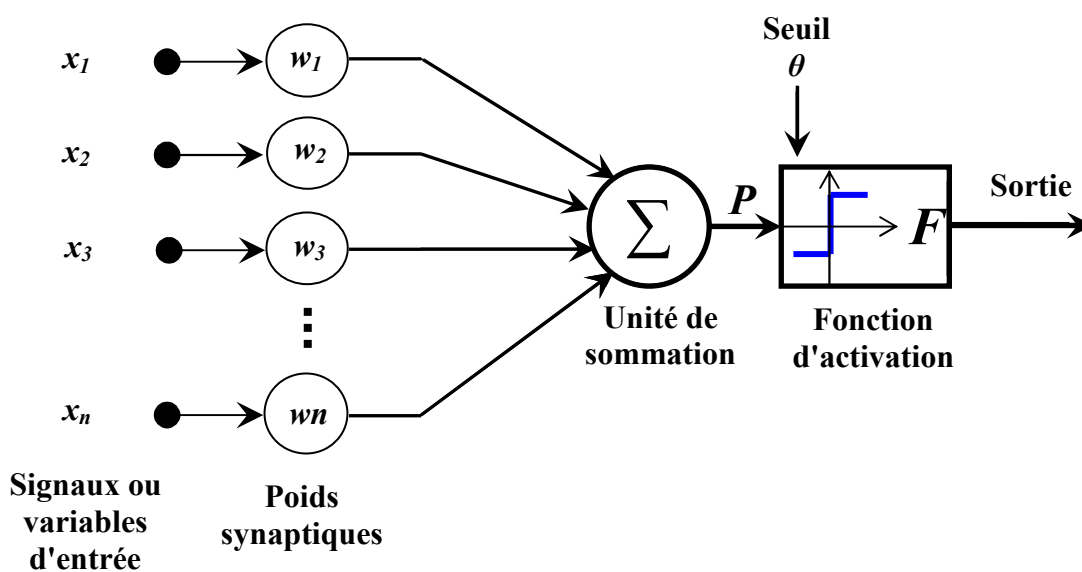 x1
w1
x2
w2
x3
w3
xn
wn
Signaux ou
variables
d'entrée
Poids
synaptiques
∑
Unité de
sommation
P
Seuil
θ
F
Fonction
d'activation
Sortie